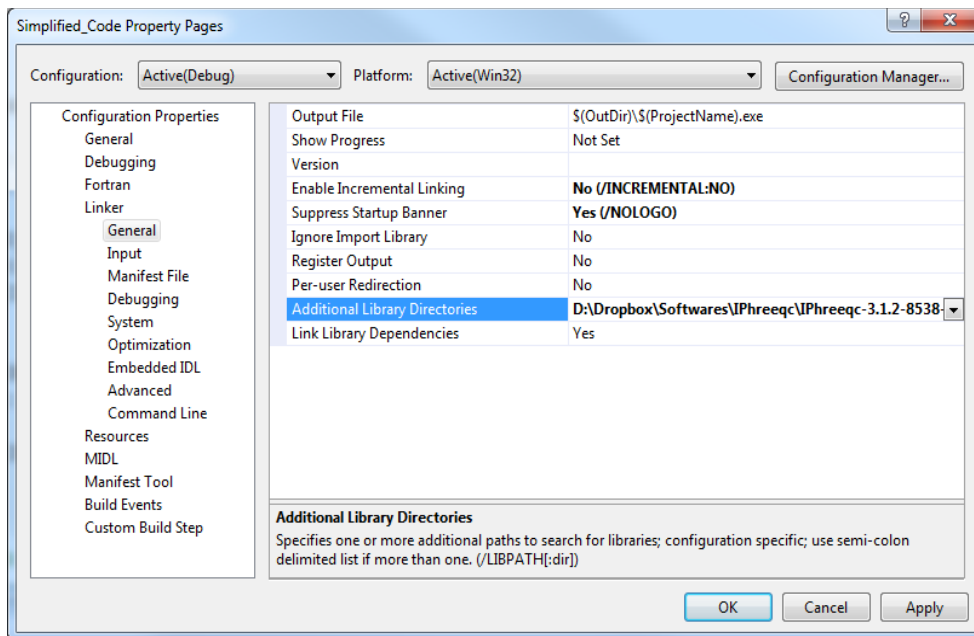 Simplified_Code Property Pages
Configuration: Active(Debug) Platform: Active(Win32) Configuration Manager...
Configuration Properties
General
Debugging
Fortran
Linker
General
Input
Manifest File
Debugging
System
Optimization
Embedded IDL
Advanced
Command Line
Resources
MIDL
Manifest Tool
Build Events
Custom Build Step
Output File $(OutDir)\$(ProjectName).exe
Show Progress Not Set
Version
Enable Incremental Linking No (/INCREMENTAL:NO)
Suppress Startup Banner Yes (/NOLOGO)
Ignore Import Library No
Register Output No
Per-user Redirection No
Additional Library Directories D:\Dropbox\Softwares\IPhreeqc\IPhreeqc-3.1.2-8538-
Link Library Dependencies Yes
Additional Library Directories
Specifies one or more additional paths to search for libraries; configuration specific; use semi-colon
delimited list if more than one. (/LIBPATH[:dir])
OK Cancel Apply